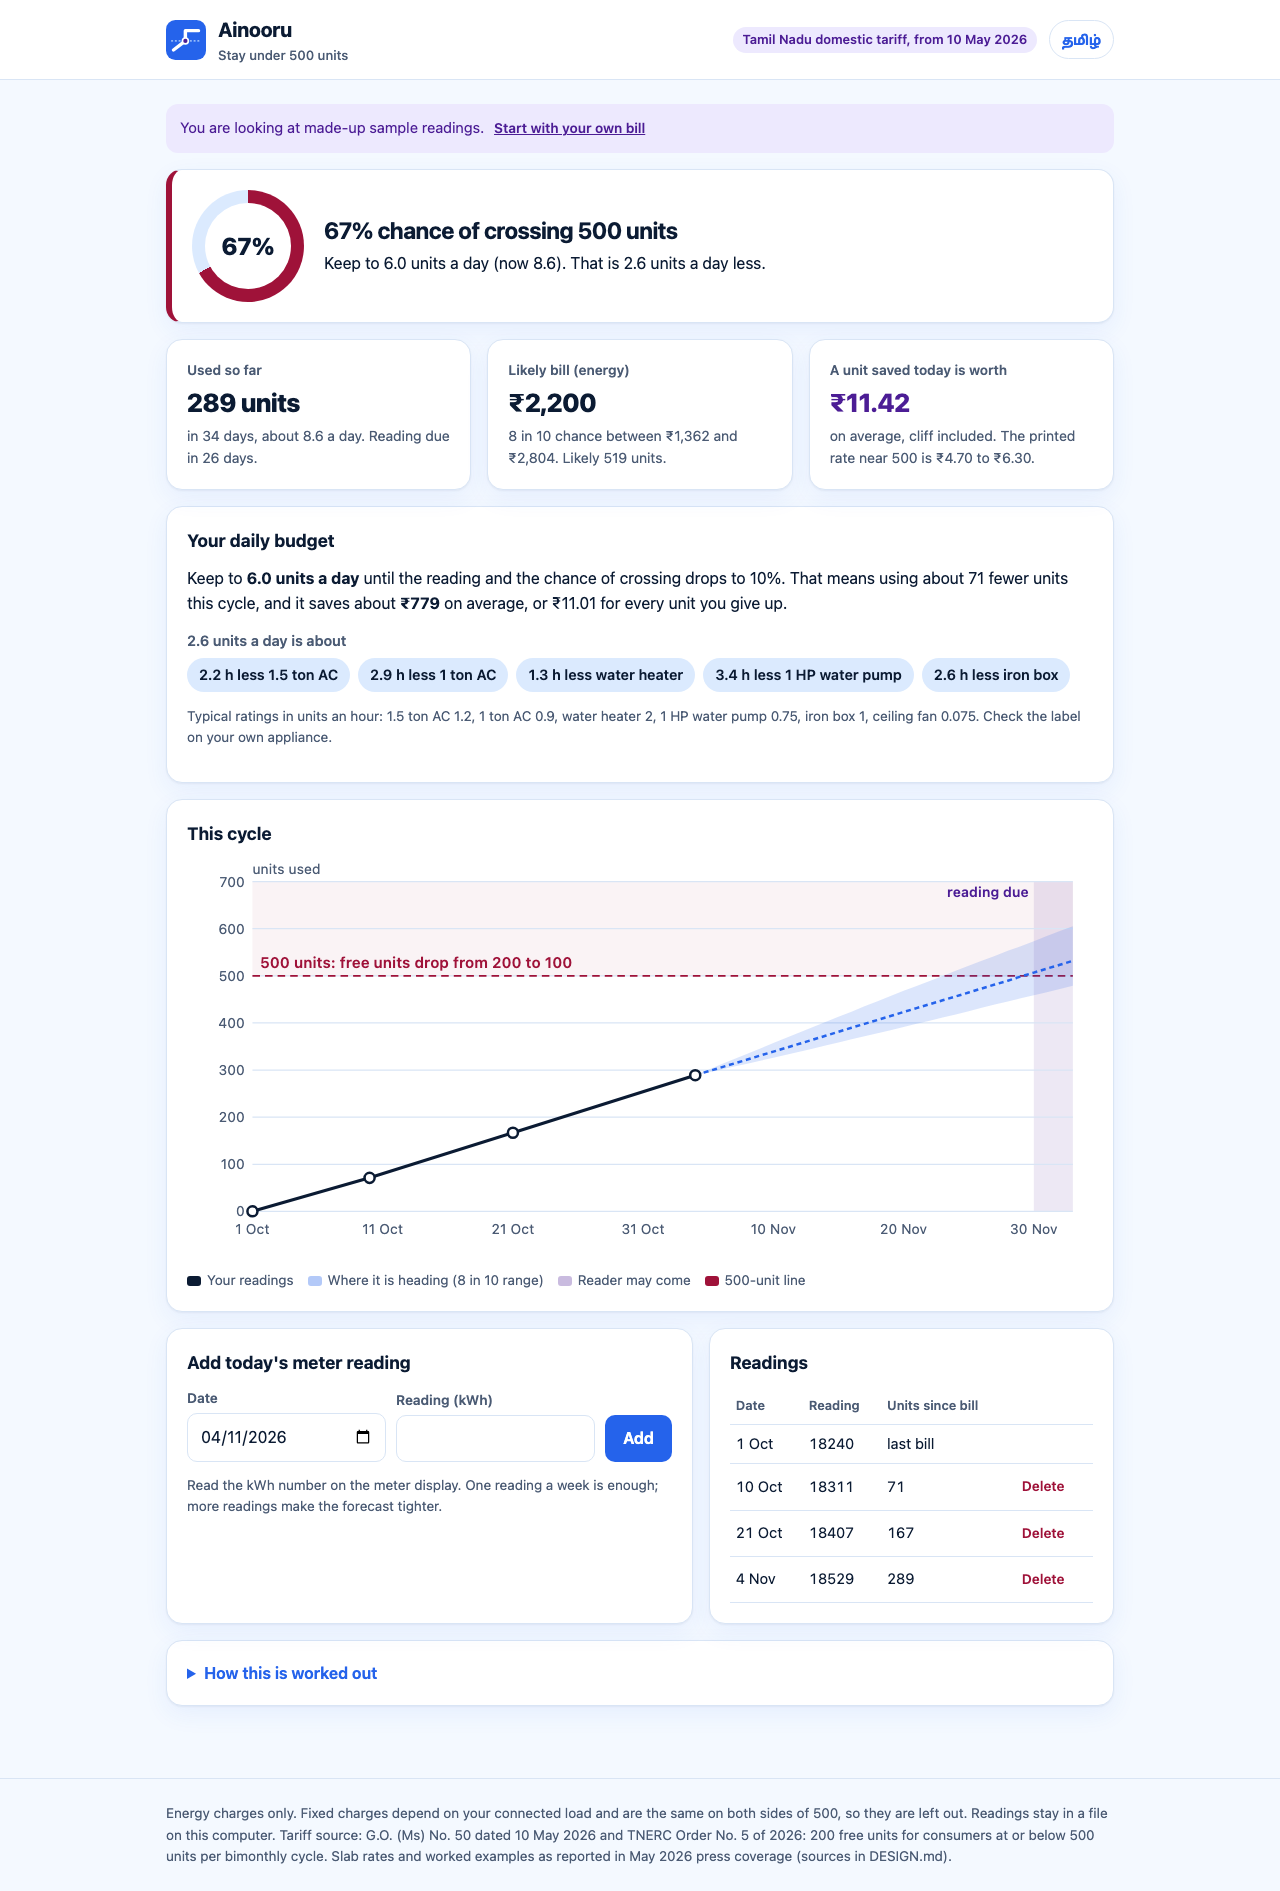 Ainooru
Stay under 500 units
Tamil Nadu domestic tariff, from 10 May 2026
தமிழ்
You are looking at made-up sample readings. Start with your own bill
67%
67% chance of crossing 500 units
Keep to 6.0 units a day (now 8.6). That is 2.6 units a day less.
Used so far
289 units
in 34 days, about 8.6 a day. Reading due
in 26 days.
Likely bill (energy)
₹2,200
8 in 10 chance between ₹1,362 and
₹2,804. Likely 519 units.
A unit saved today is worth
₹11.42
on average, cliff included. The printed
rate near 500 is ₹4.70 to ₹6.30.
Your daily budget
Keep to 6.0 units a day until the reading and the chance of crossing drops to 10%. That means using about 71 fewer units
this cycle, and it saves about ₹779 on average, or ₹11.01 for every unit you give up.
2.6 units a day is about
2.2 h less 1.5 ton AC
2.9 h less 1 ton AC
1.3 h less water heater
3.4 h less 1 HP water pump
2.6 h less iron box
Typical ratings in units an hour: 1.5 ton AC 1.2, 1 ton AC 0.9, water heater 2, 1 HP water pump 0.75, iron box 1, ceiling fan 0.075. Check the label
on your own appliance.
This cycle
units used
700
reading due
600
500 units: free units drop from 200 to 100
500
400
300
200
100
0
1 Oct
11 Oct
21 Oct
31 Oct
10 Nov
20 Nov
30 Nov
Your readings
Where it is heading (8 in 10 range)
Reader may come
500-unit line
Add today's meter reading
Date
Reading (kWh)
04/11/2026
Add
Read the kWh number on the meter display. One reading a week is enough;
more readings make the forecast tighter.
Readings
Date Reading Units since bill
1 Oct 18240 last bill
10 Oct 18311 71 Delete
21 Oct 18407 167 Delete
4 Nov 18529 289 Delete
How this is worked out
Energy charges only. Fixed charges depend on your connected load and are the same on both sides of 500, so they are left out. Readings stay in a file
on this computer. Tariff source: G.O. (Ms) No. 50 dated 10 May 2026 and TNERC Order No. 5 of 2026: 200 free units for consumers at or below 500
units per bimonthly cycle. Slab rates and worked examples as reported in May 2026 press coverage (sources in DESIGN.md).